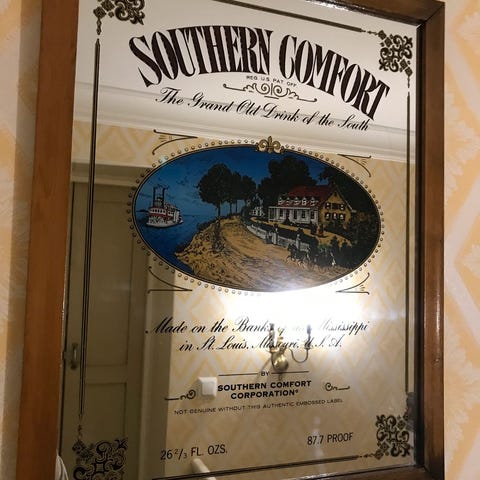 SOUTHERN COMFORT
REG. U.S. PAT. OFF.
The Grand Old Drink of the South
Made on the Banks of the Mississippi
in St. Louis, Missouri, U.S.A.
BY
SOUTHERN COMFORT
CORPORATION®
NOT GENUINE WITHOUT THIS AUTHENTIC EMBOSSED LABEL
26 2/3 FL. OZS. 87.7 PROOF